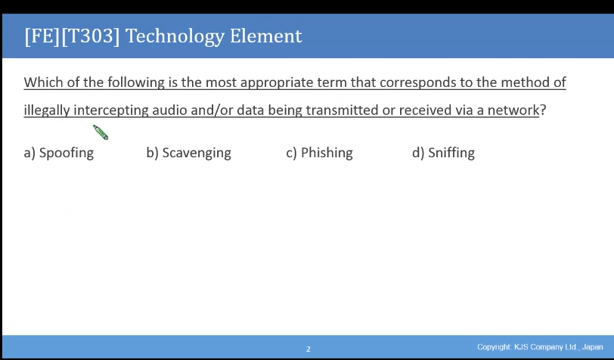 [FE][T303] Technology Element
Which of the following is the most appropriate term that corresponds to the method of
illegally intercepting audio and/or data being transmitted or received via a network?
a) Spoofing b) Scavenging c) Phishing d) Sniffing
2 Copyright: KJS Company Ltd., Japan